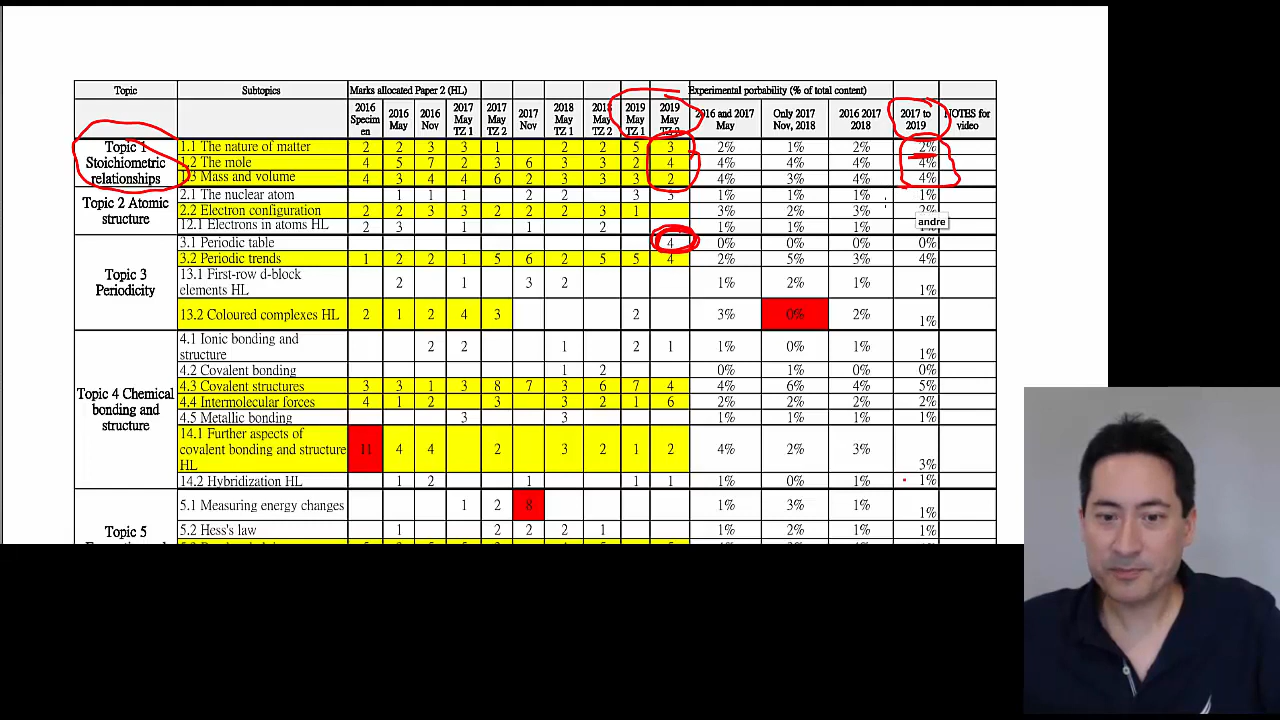 Topic Subtopics Marks allocated Paper 2 (HL) Experimental porbability (% of total content)
2016 Specim en 2016 May 2016 Nov 2017 May TZ 1 2017 May TZ 2 2017 Nov 2018 May TZ 1 2018 May TZ 2 2019 May TZ 1 2019 May TZ 2 2016 and 2017 May Only 2017 Nov, 2018 2016 2017 2018 2017 to 2019 NOTES for video
Topic 1 Stoichiometric relationships
1.1 The nature of matter 2 2 3 3 1 2 2 5 3 2% 1% 2% 2%
1.2 The mole 4 5 7 2 3 6 3 3 2 4 4% 4% 4% 4%
1.3 Mass and volume 4 3 4 4 6 2 3 3 3 2 4% 3% 4% 4%
Topic 2 Atomic structure
2.1 The nuclear atom 1 1 1 2 2 3 3 1% 1% 1% 1%
2.2 Electron configuration 2 2 3 3 2 2 2 3 1 3% 2% 3% 2%
andre
12.1 Electrons in atoms HL 2 3 1 1 2 1% 1% 1%
Topic 3 Periodicity
3.1 Periodic table 4 0% 0% 0% 0%
3.2 Periodic trends 1 2 2 1 5 6 2 5 5 4 2% 5% 3% 4%
13.1 First-row d-block elements HL 2 1 3 2 1% 2% 1% 1%
13.2 Coloured complexes HL 2 1 2 4 3 2 3% 0% 2% 1%
Topic 4 Chemical bonding and structure
4.1 Ionic bonding and structure 2 2 1 2 1 1% 0% 1% 1%
4.2 Covalent bonding 1 2 0% 1% 0% 0%
4.3 Covalent structures 3 3 1 3 8 7 3 6 7 4 4% 6% 4% 5%
4.4 Intermolecular forces 4 1 2 3 3 2 1 6 2% 2% 2% 2%
4.5 Metallic bonding 3 3 1% 1% 1% 1%
14.1 Further aspects of covalent bonding and structure HL 11 4 4 2 3 2 1 2 4% 2% 3% 3%
14.2 Hybridization HL 1 2 1 1 1 1% 0% 1% 1%
Topic 5
5.1 Measuring energy changes 1 2 8 1% 3% 1% 1%
5.2 Hess's law 1 2 2 2 1 1% 2% 1% 1%